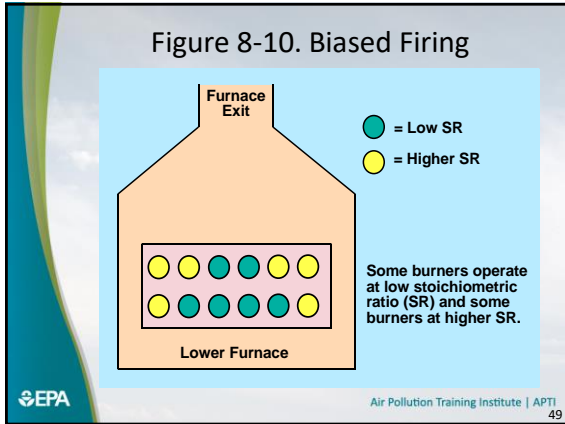 Figure 8-10. Biased Firing
Furnace
Exit
= Low SR
= Higher SR
Some burners operate
at low stoichiometric
ratio (SR) and some
burners at higher SR.
Lower Furnace
EPA
Air Pollution Training Institute | APTI
49